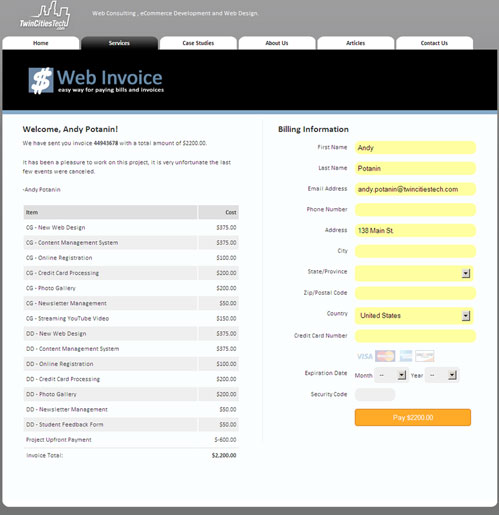 TwinCitiesTech
.com
Web Consulting , eCommerce Development and Web Design.
Home Services Case Studies About Us Articles Contact Us
$ Web Invoice
easy way for paying bills and invoices
Welcome, Andy Potanin!
We have sent you invoice 44943678 with a total amount of $2200.00.
It has been a pleasure to work on this project, it is very unfortunate the last
few events were canceled.
-Andy Potanin
Item Cost
CG - New Web Design $375.00
CG - Content Management System $375.00
CG - Online Registration $100.00
CG - Credit Card Processing $200.00
CG - Photo Gallery $200.00
CG - Newsletter Management $50.00
CG - Streaming YouTube Video $150.00
DD - New Web Design $375.00
DD - Content Management System $375.00
DD - Online Registration $100.00
DD - Credit Card Processing $200.00
DD - Photo Gallery $200.00
DD - Newsletter Management $50.00
DD - Student Feedback Form $50.00
Project Upfront Payment $-600.00
Invoice Total: $2,200.00
Billing Information
First Name Andy
Last Name Potanin
Email Address andy.potanin@twincitiestech.com
Phone Number
Address 138 Main St.
City
State/Province
Zip/Postal Code
Country United States
Credit Card Number
VISA
Expiration Date Month -- Year --
Security Code
Pay $2200.00